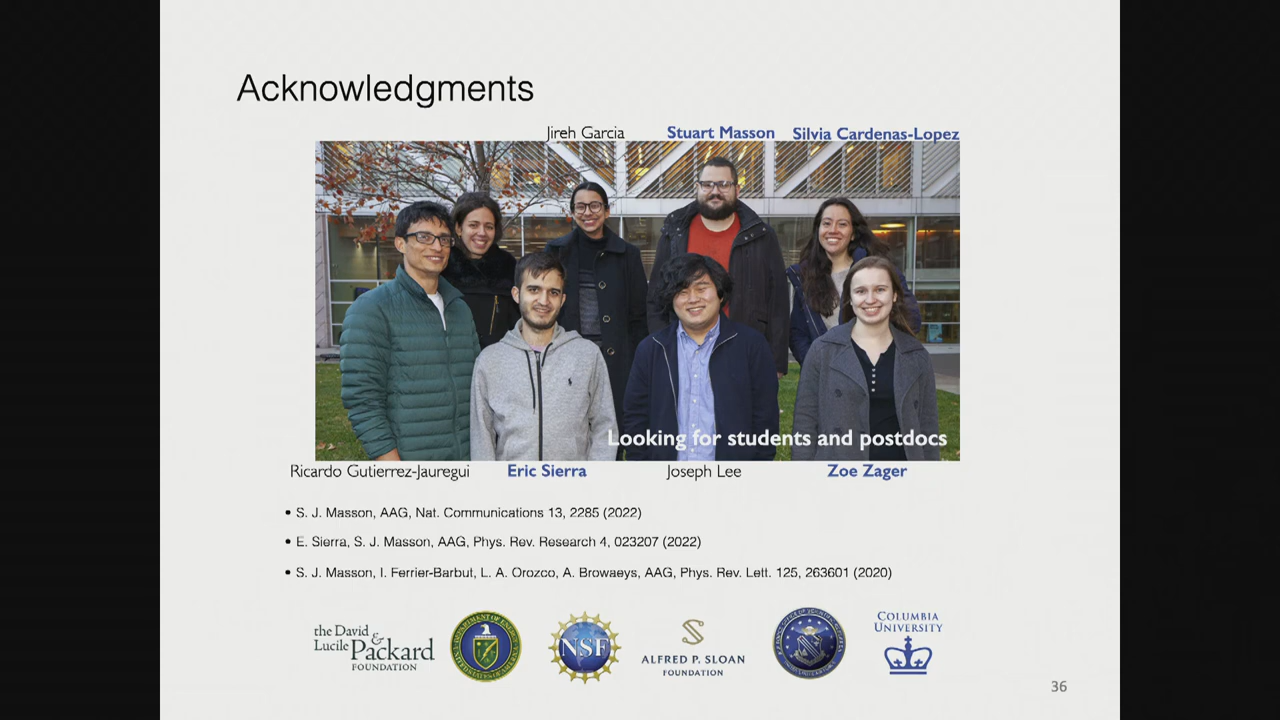 Acknowledgments
Jireh Garcia Stuart Masson Silvia Cardenas-Lopez
Looking for students and postdocs
Ricardo Gutierrez-Jauregui Eric Sierra Joseph Lee Zoe Zager
• S. J. Masson, AAG, Nat. Communications 13, 2285 (2022)
• E. Sierra, S. J. Masson, AAG, Phys. Rev. Research 4, 023207 (2022)
• S. J. Masson, I. Ferrier-Barbut, L. A. Orozco, A. Browaeys, AAG, Phys. Rev. Lett. 125, 263601 (2020)
the David & Lucile Packard FOUNDATION
NSF
ALFRED P. SLOAN
FOUNDATION
COLUMBIA
UNIVERSITY
36